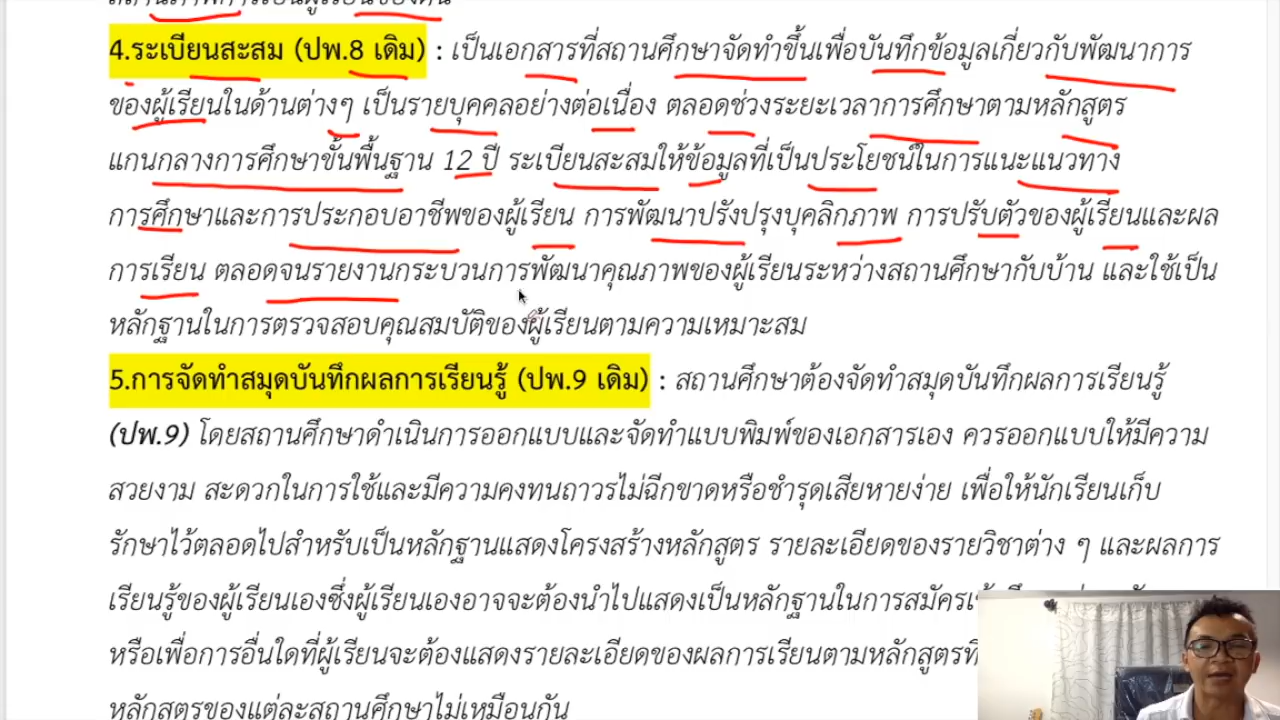 สถานภาพการเป็นผู้เรียนของตน
4.ระเบียนสะสม (ปพ.8 เดิม) : เป็นเอกสารที่สถานศึกษาจัดทำขึ้นเพื่อบันทึกข้อมูลเกี่ยวกับพัฒนาการ
ของผู้เรียนในด้านต่างๆ เป็นรายบุคคลอย่างต่อเนื่อง ตลอดช่วงระยะเวลาการศึกษาตามหลักสูตร
แกนกลางการศึกษาขั้นพื้นฐาน 12 ปี ระเบียนสะสมให้ข้อมูลที่เป็นประโยชน์ในการแนะแนวทาง
การศึกษาและการประกอบอาชีพของผู้เรียน การพัฒนาปรับปรุงบุคลิกภาพ การปรับตัวของผู้เรียนและผล
การเรียน ตลอดจนรายงานกระบวนการพัฒนาคุณภาพของผู้เรียนระหว่างสถานศึกษากับบ้าน และใช้เป็น
หลักฐานในการตรวจสอบคุณสมบัติของผู้เรียนตามความเหมาะสม
5.การจัดทำสมุดบันทึกผลการเรียนรู้ (ปพ.9 เดิม) : สถานศึกษาต้องจัดทำสมุดบันทึกผลการเรียนรู้
(ปพ.9) โดยสถานศึกษาดำเนินการออกแบบและจัดทำแบบพิมพ์ของเอกสารเอง ควรออกแบบให้มีความ
สวยงาม สะดวกในการใช้และมีความคงทนถาวรไม่ฉีกขาดหรือชำรุดเสียหายง่าย เพื่อให้นักเรียนเก็บ
รักษาไว้ตลอดไปสำหรับเป็นหลักฐานแสดงโครงสร้างหลักสูตร รายละเอียดของรายวิชาต่าง ๆ และผลการ
เรียนรู้ของผู้เรียนเองซึ่งผู้เรียนเองอาจจะต้องนำไปแสดงเป็นหลักฐานในการสมัคร
หรือเพื่อการอื่นใดที่ผู้เรียนจะต้องแสดงรายละเอียดของผลการเรียนตามหลักสูตร
หลักสูตรของแต่ละสถานศึกษาไม่เหมือนกัน